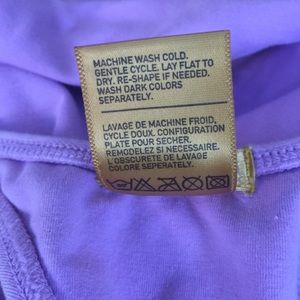 MACHINE WASH COLD.
GENTLE CYCLE. LAY FLAT TO
DRY. RE-SHAPE IF NEEDED.
WASH DARK COLORS
SEPARATELY.
LAVAGE DE MACHINE FROID,
CYCLE DOUX. CONFIGURATION
PLATE POUR SECHER.
REMODELEZ SI NECESSAIRE.
L'OBSCURETE DE LAVAGE
COLORE SEPERATELY.